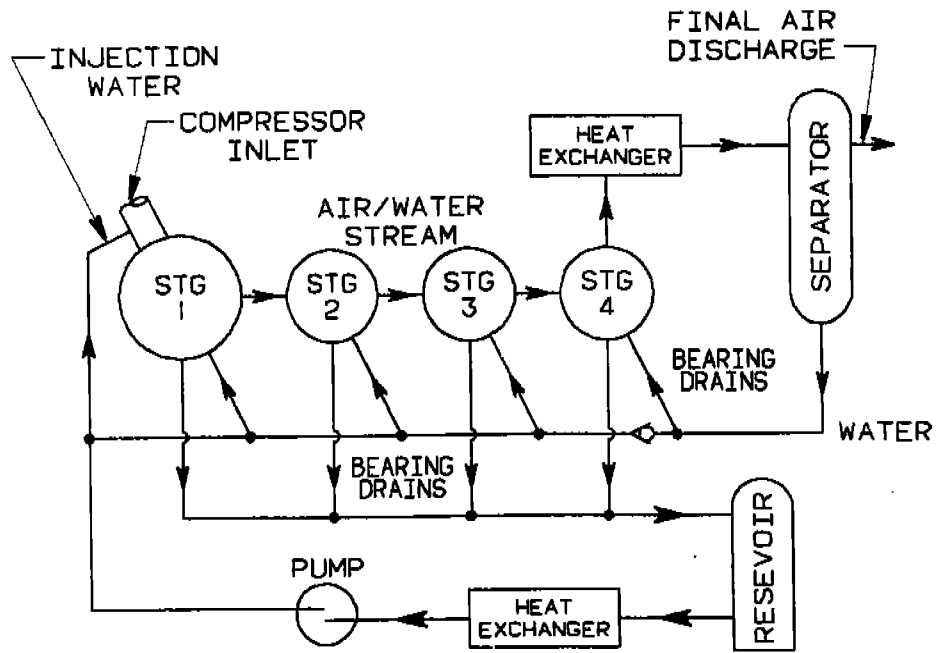 FINAL AIR
DISCHARGE
INJECTION
WATER
COMPRESSOR
INLET
HEAT
EXCHANGER
SEPARATOR
AIR/WATER
STREAM
STG
1
STG
2
STG
3
STG
4
BEARING
DRAINS
WATER
BEARING
DRAINS
RESEVOIR
PUMP
HEAT
EXCHANGER